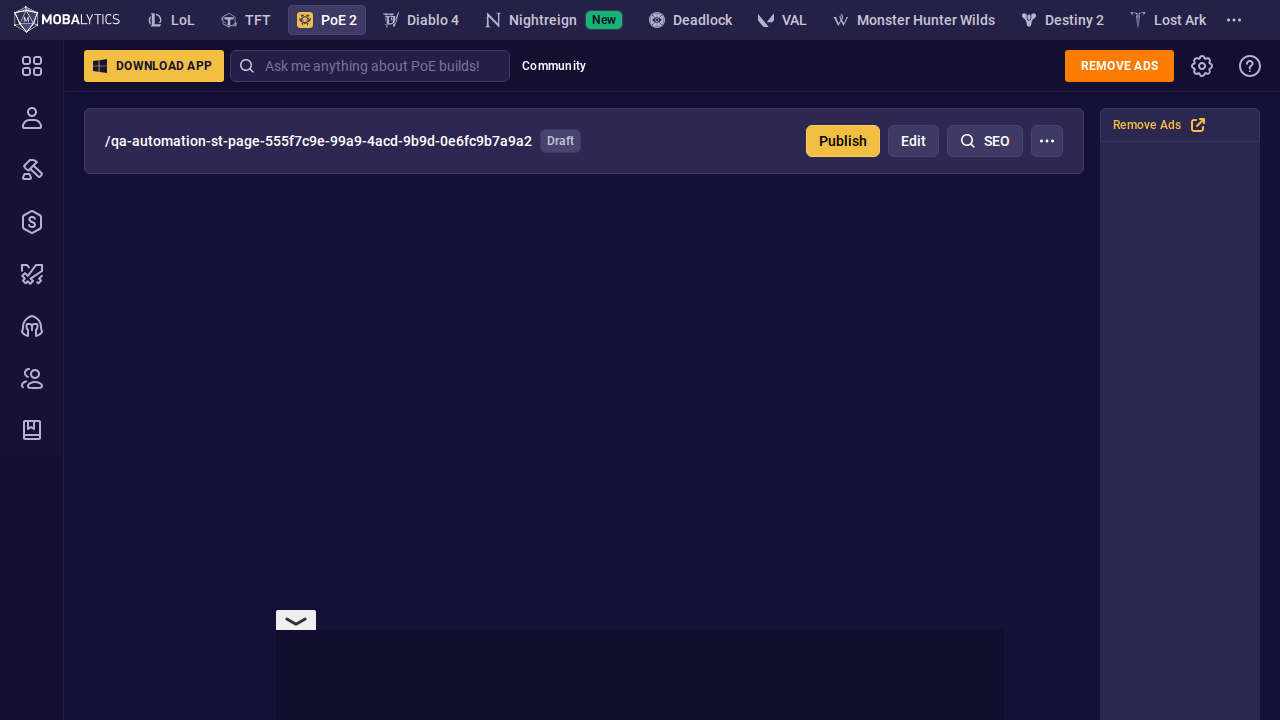 MOBALYTICS LoL TFT PoE 2 Diablo 4 Nightreign New Deadlock VAL Monster Hunter Wilds Destiny 2 Lost Ark
DOWNLOAD APP Ask me anything about PoE builds! Community REMOVE ADS
/qa-automation-st-page-555f7c9e-99a9-4acd-9b9d-0e6fc9b7a9a2 Draft Publish Edit SEO
Remove Ads